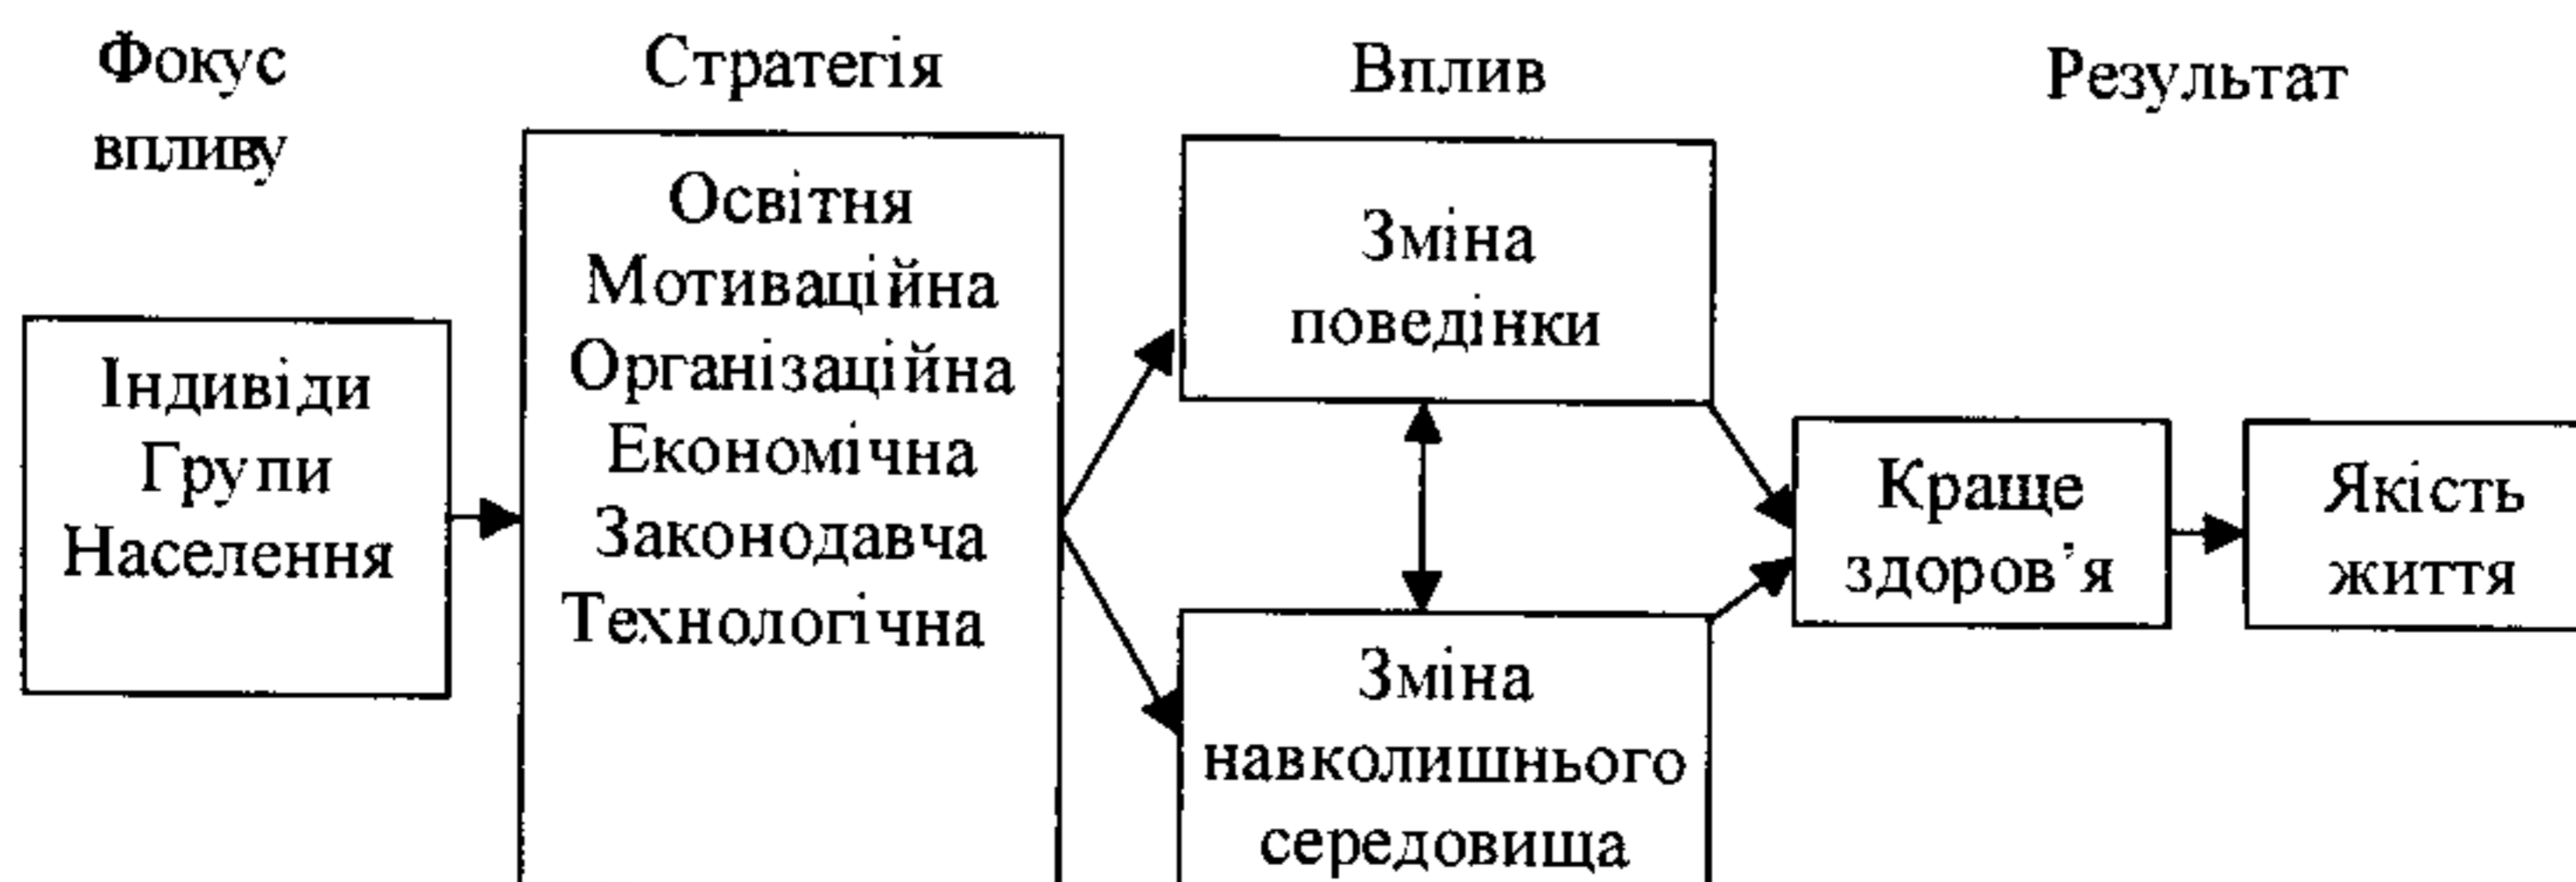 Фокус
впливу
Стратегія
Вплив
Результат
Індивіди
Групи
Населення
Освітня
Мотиваційна
Організаційна
Економічна
Законодавча
Технологічна
Зміна
поведінки
Зміна
навколишнього
середовища
Краще
здоров'я
Якість
життя